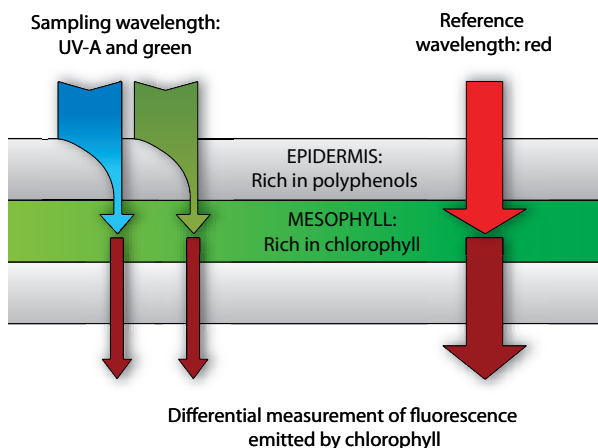 Sampling wavelength:
UV-A and green
Reference
wavelength: red
EPIDERMIS:
Rich in polyphenols
MESOPHYLL:
Rich in chlorophyll
Differential measurement of fluorescence
emitted by chlorophyll